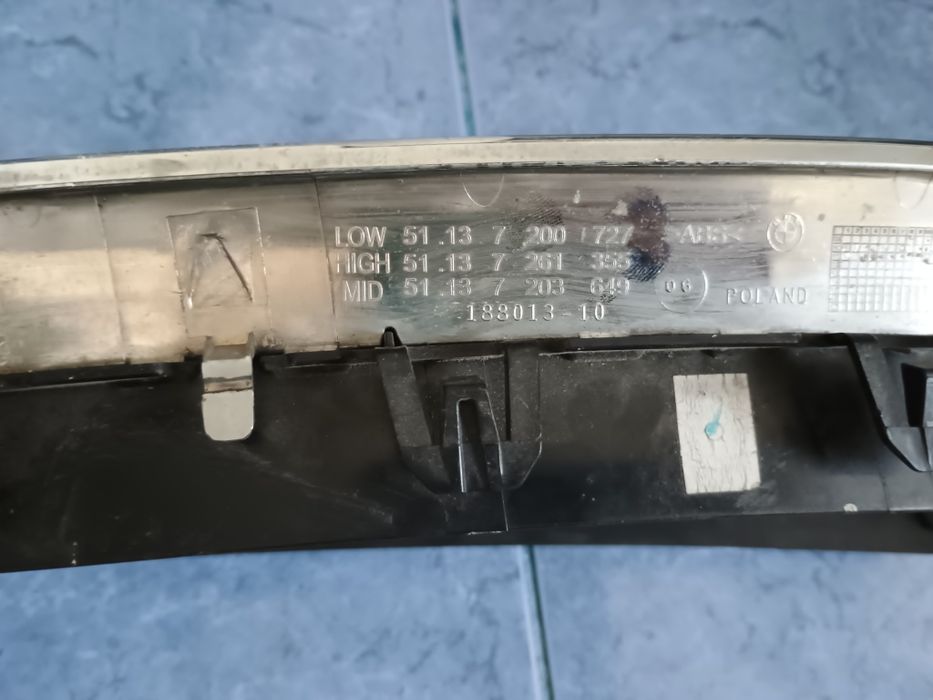 LOW 51.13 7 200 727 >ABS<
HIGH 51.13 7 261 355
MID 51.13 7 203 649 06 POLAND
188013-10